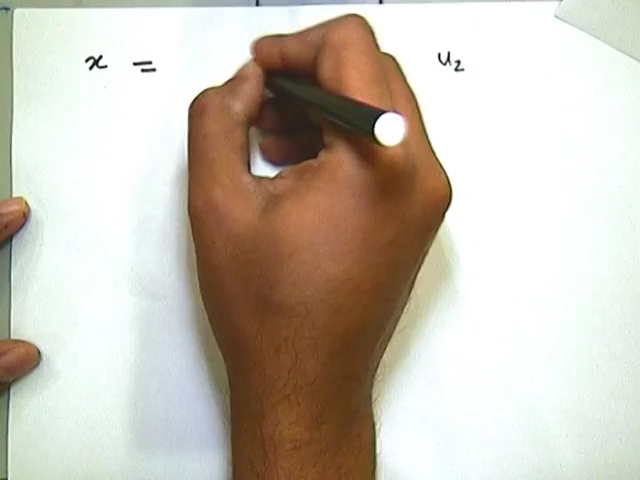 x = u₂